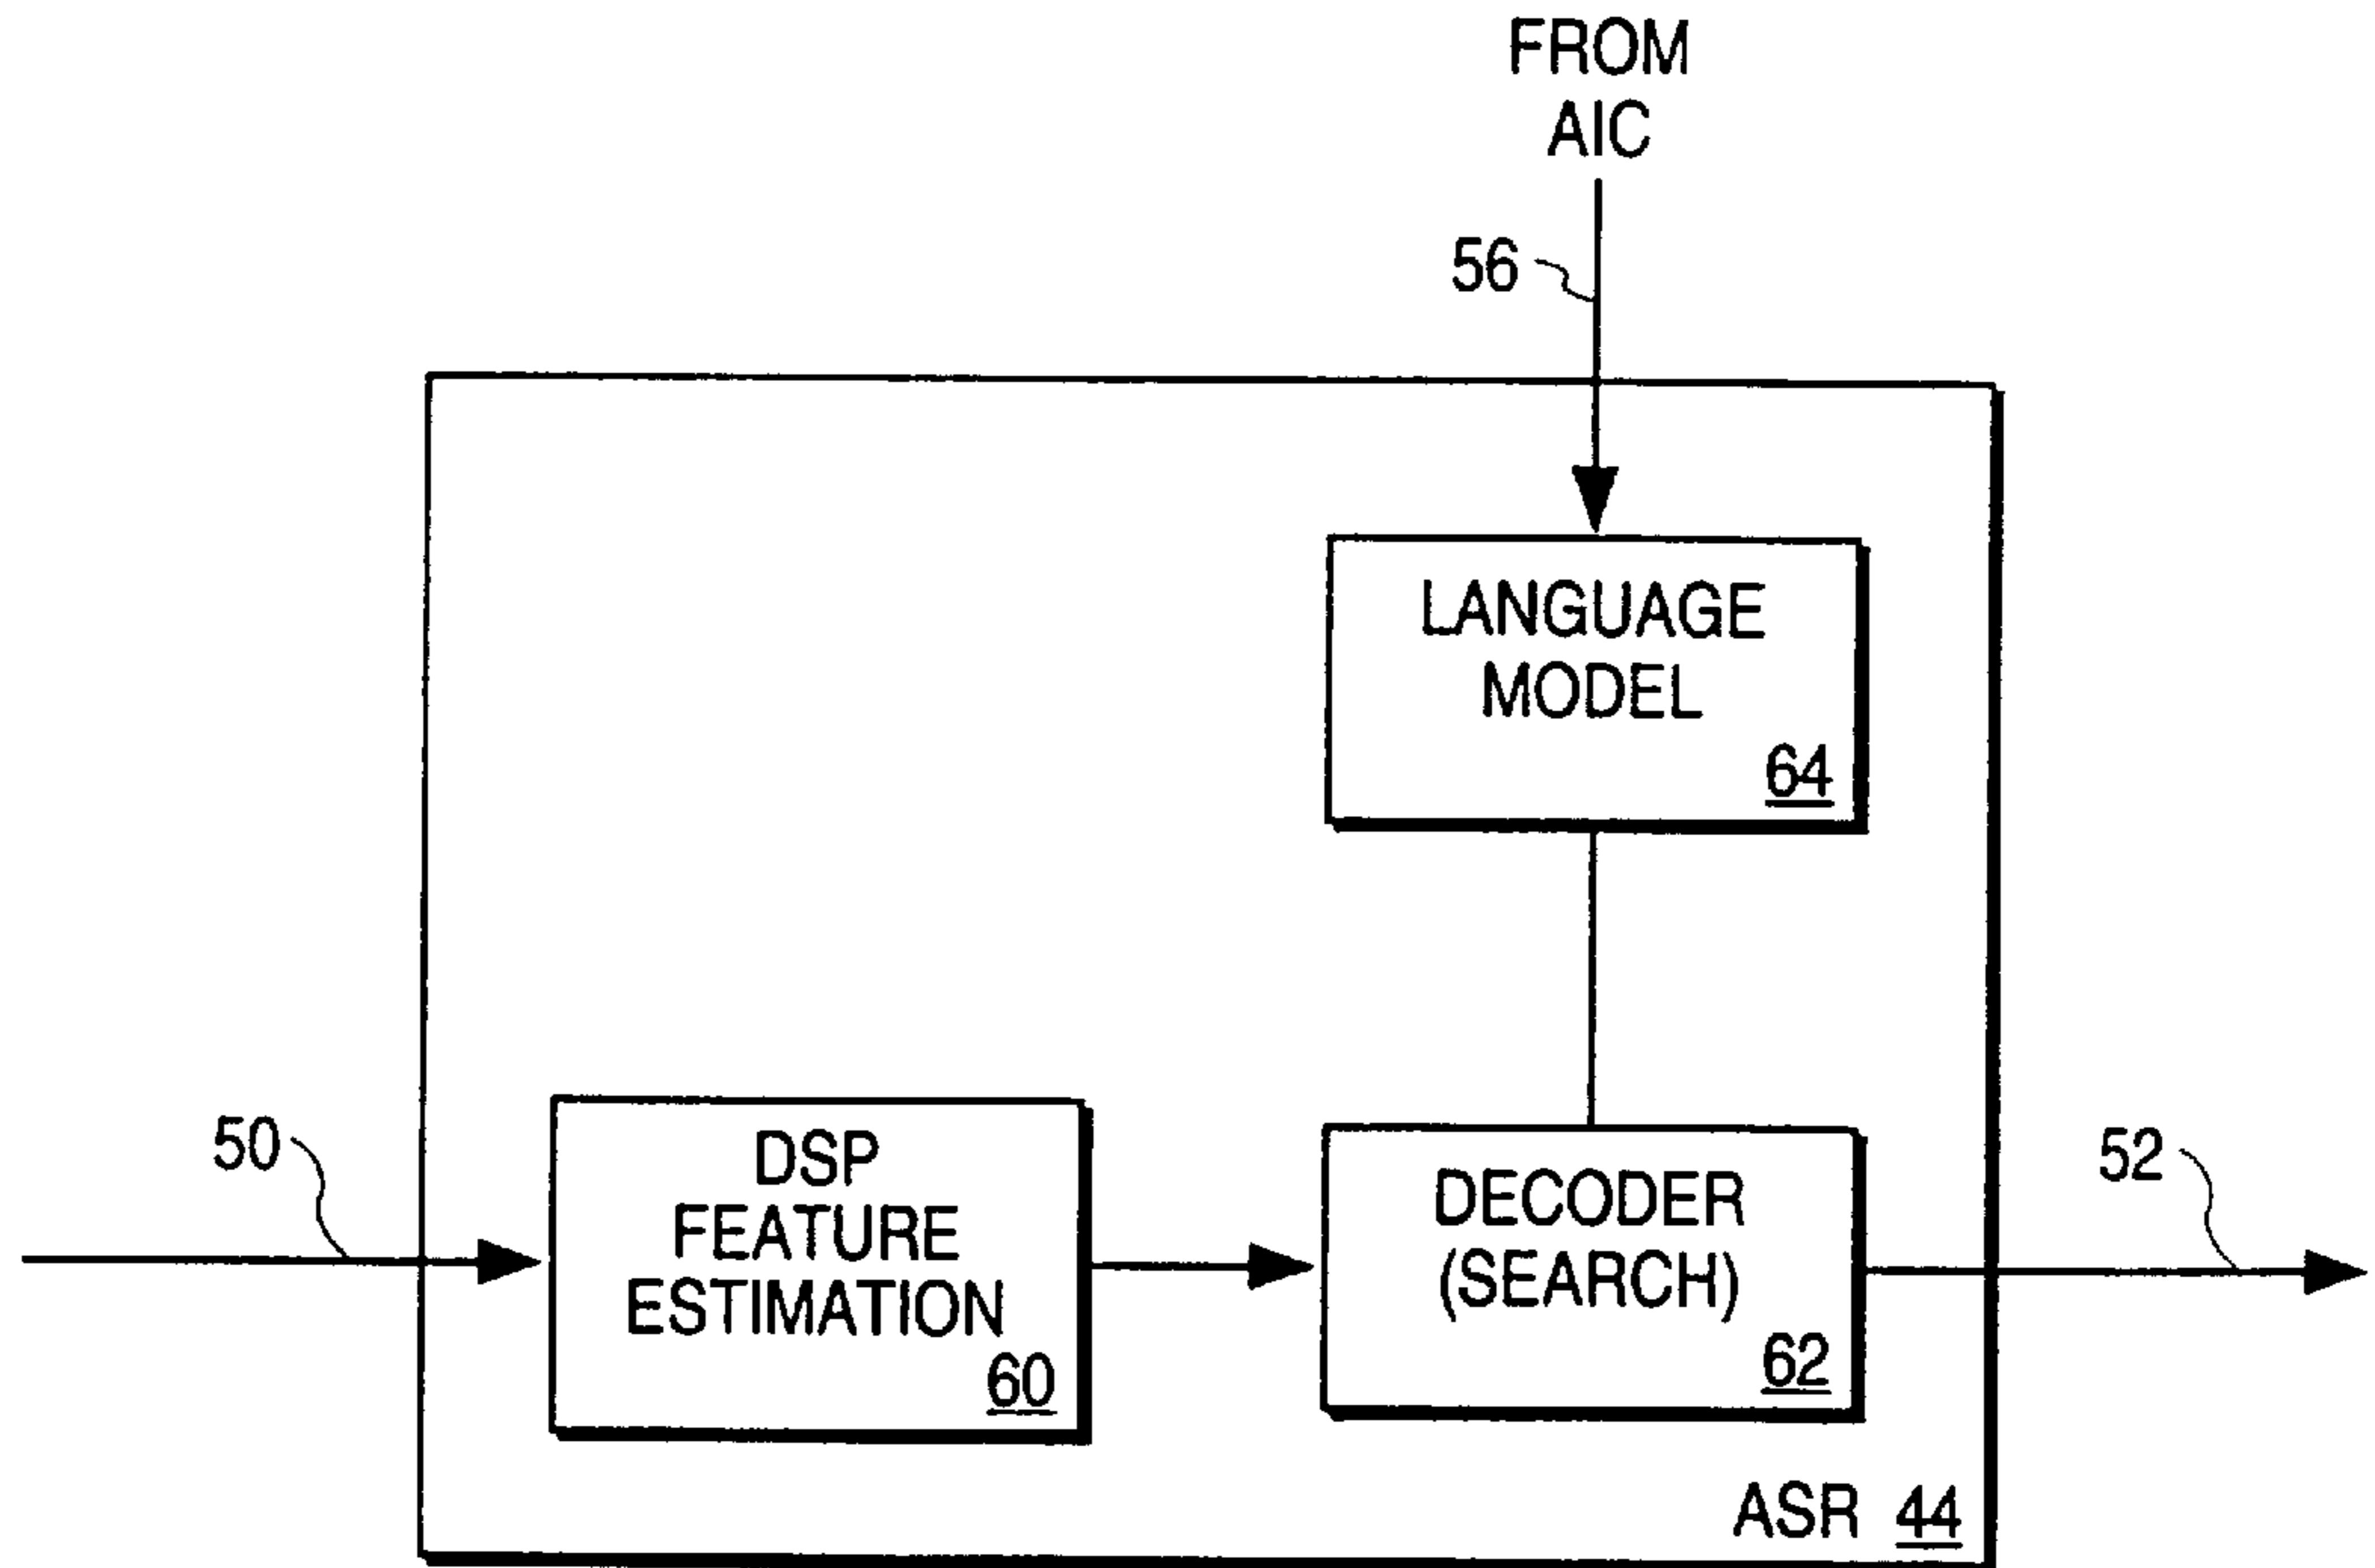 FROM
AIC
56
LANGUAGE
MODEL
64
50
DSP
FEATURE
ESTIMATION
60
DECODER
(SEARCH)
62
52
ASR 44